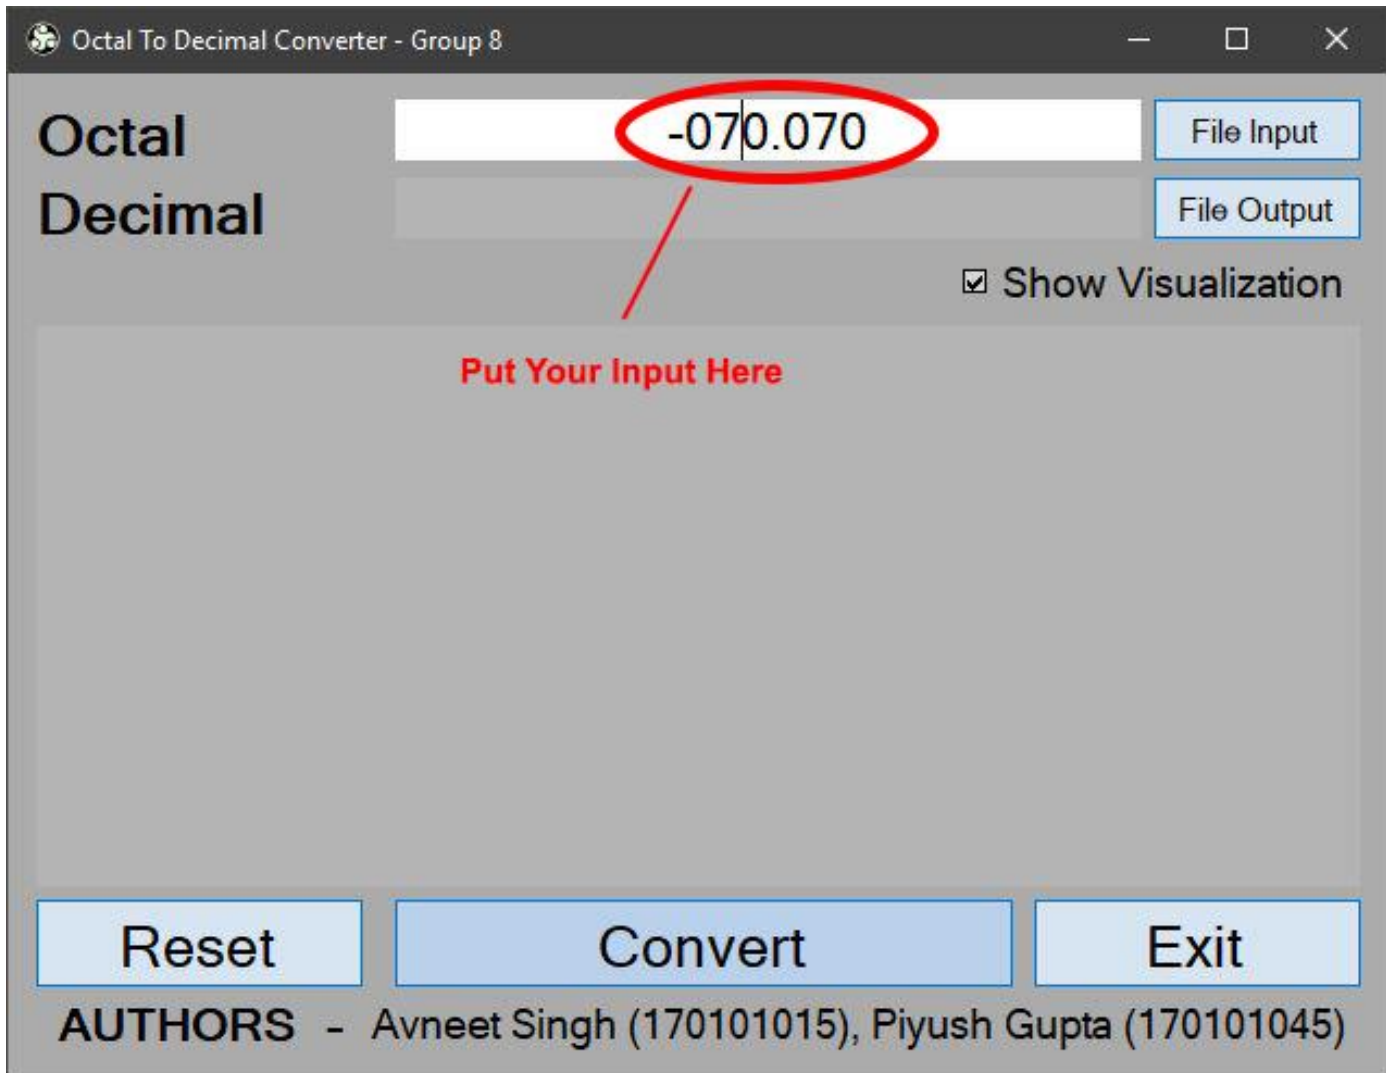 Octal To Decimal Converter - Group 8
Octal -070.070 File Input
Decimal File Output
Show Visualization
Put Your Input Here
Reset Convert Exit
AUTHORS - Avneet Singh (170101015), Piyush Gupta (170101045)